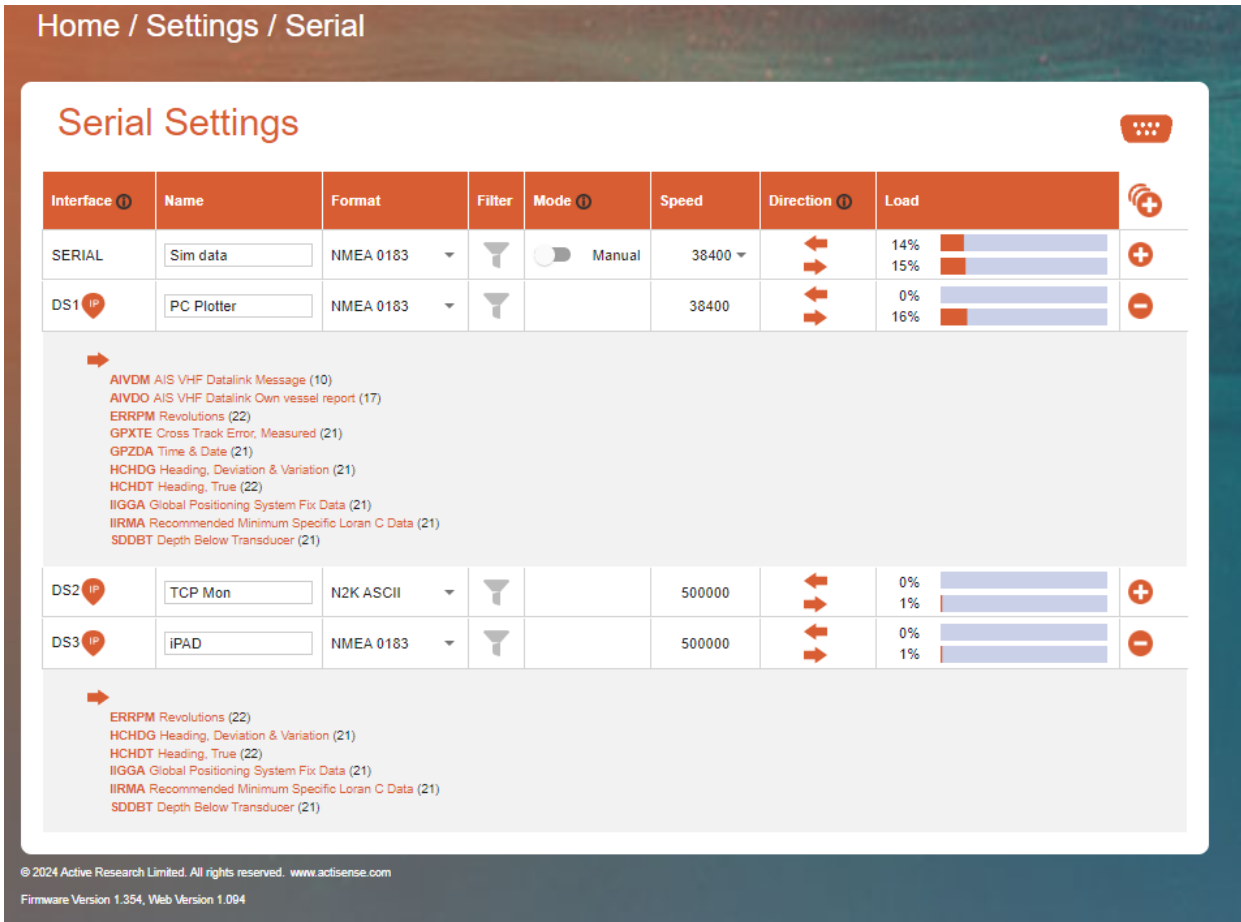 Home / Settings / Serial
Serial Settings
Interface Name Format Filter Mode Speed Direction Load
SERIAL Sim data NMEA 0183 Manual 38400 14%
15%
DS1 IP PC Plotter NMEA 0183 38400 0%
16%
AIVDM AIS VHF Datalink Message (10)
AIVDO AIS VHF Datalink Own vessel report (17)
ERRPM Revolutions (22)
GPXTE Cross Track Error, Measured (21)
GPZDA Time & Date (21)
HCHDG Heading, Deviation & Variation (21)
HCHDT Heading, True (22)
IIGGA Global Positioning System Fix Data (21)
IIRMA Recommended Minimum Specific Loran C Data (21)
SDDBT Depth Below Transducer (21)
DS2 IP TCP Mon N2K ASCII 500000 0%
1%
DS3 IP iPAD NMEA 0183 500000 0%
1%
ERRPM Revolutions (22)
HCHDG Heading, Deviation & Variation (21)
HCHDT Heading, True (22)
IIGGA Global Positioning System Fix Data (21)
IIRMA Recommended Minimum Specific Loran C Data (21)
SDDBT Depth Below Transducer (21)
© 2024 Active Research Limited. All rights reserved. www.actisense.com
Firmware Version 1.354, Web Version 1.094